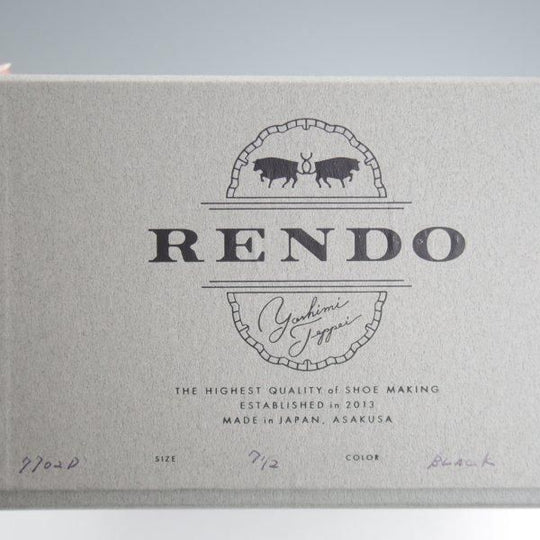 RENDO
Yoshimi
Teppei
THE HIGHEST QUALITY of SHOE MAKING
ESTABLISHED in 2013
MADE in JAPAN, ASAKUSA
7702D SIZE 7 1/2 COLOR BLACK